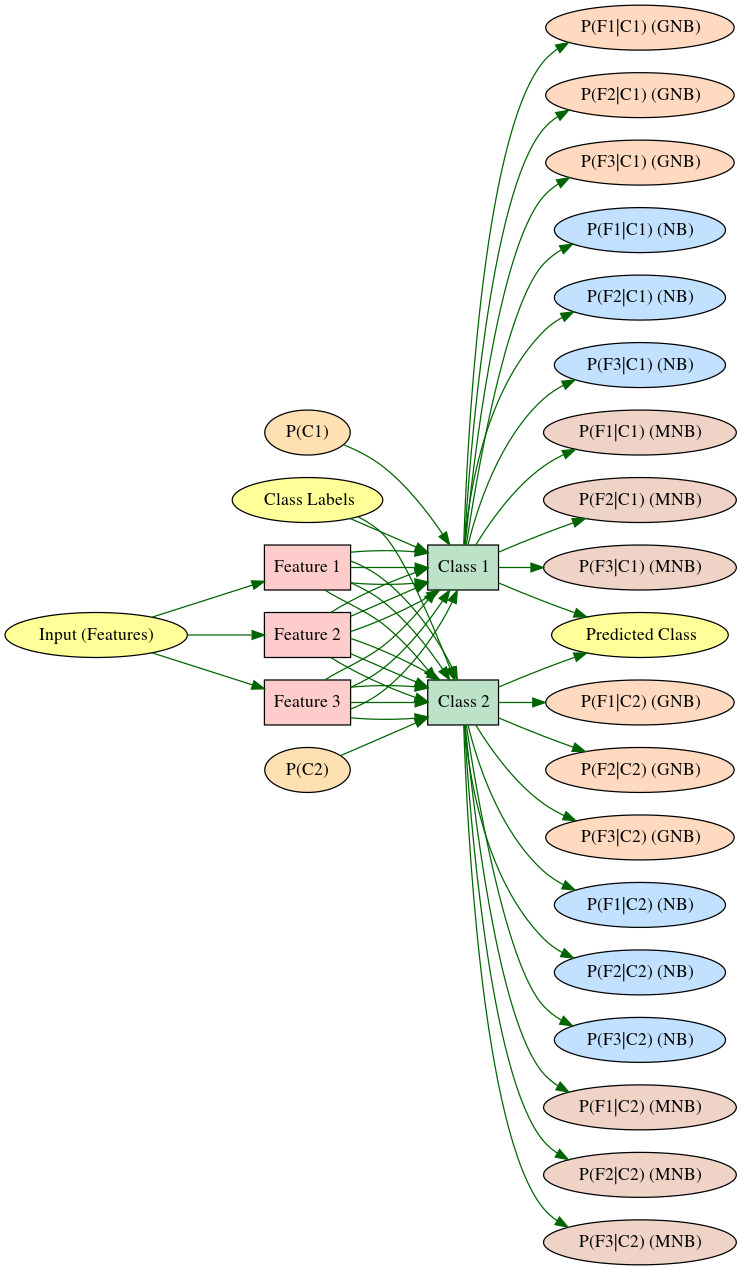 P(F1|C1) (GNB)
P(F2|C1) (GNB)
P(F3|C1) (GNB)
P(F1|C1) (NB)
P(F2|C1) (NB)
P(F3|C1) (NB)
P(C1)
P(F1|C1) (MNB)
Class Labels
P(F2|C1) (MNB)
Feature 1
Class 1
P(F3|C1) (MNB)
Input (Features)
Feature 2
Predicted Class
Feature 3
Class 2
P(F1|C2) (GNB)
P(C2)
P(F2|C2) (GNB)
P(F3|C2) (GNB)
P(F1|C2) (NB)
P(F2|C2) (NB)
P(F3|C2) (NB)
P(F1|C2) (MNB)
P(F2|C2) (MNB)
P(F3|C2) (MNB)